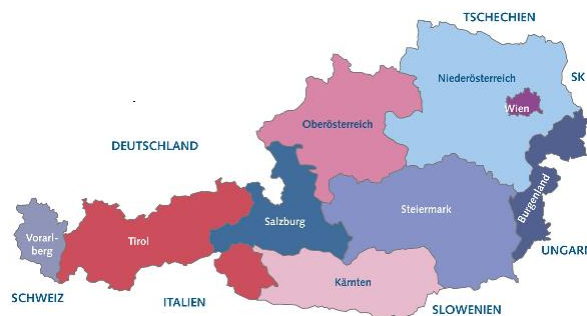 TSCHECHIEN
Niederösterreich
SK
Wien
Oberösterreich
DEUTSCHLAND
Burgenland
Steiermark
Salzburg
Vorarl-
berg
Tirol
UNGARN
Kärnten
SCHWEIZ
ITALIEN
SLOWENIEN